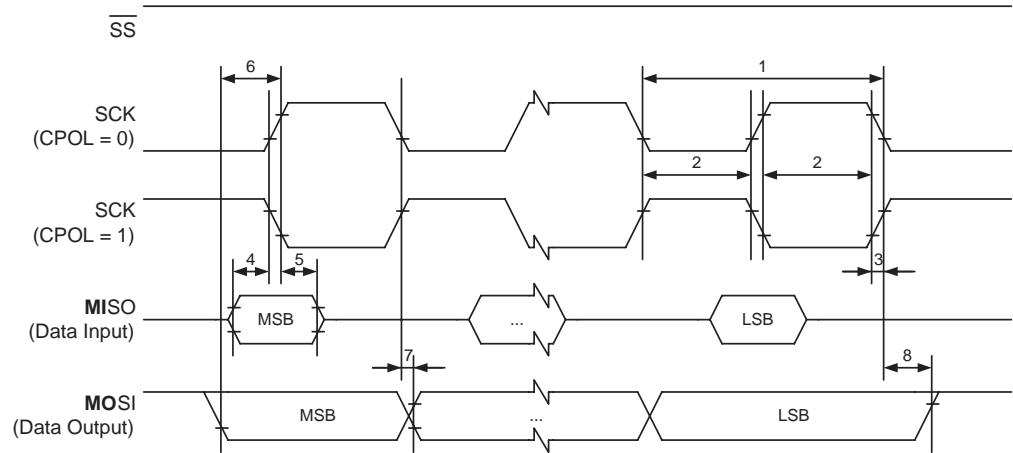 SS
6
1
SCK
(CPOL = 0)
2
2
SCK
(CPOL = 1)
4
5
3
MISO
(Data Input)
MSB
...
LSB
7
8
MOSI
(Data Output)
MSB
...
LSB